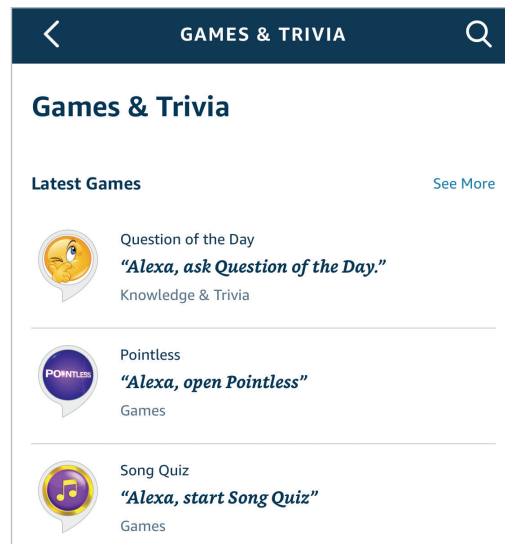 GAMES & TRIVIA
Games & Trivia
Latest Games
See More
Question of the Day
“Alexa, ask Question of the Day.”
Knowledge & Trivia
POINTLESS
Pointless
“Alexa, open Pointless”
Games
Song Quiz
“Alexa, start Song Quiz”
Games